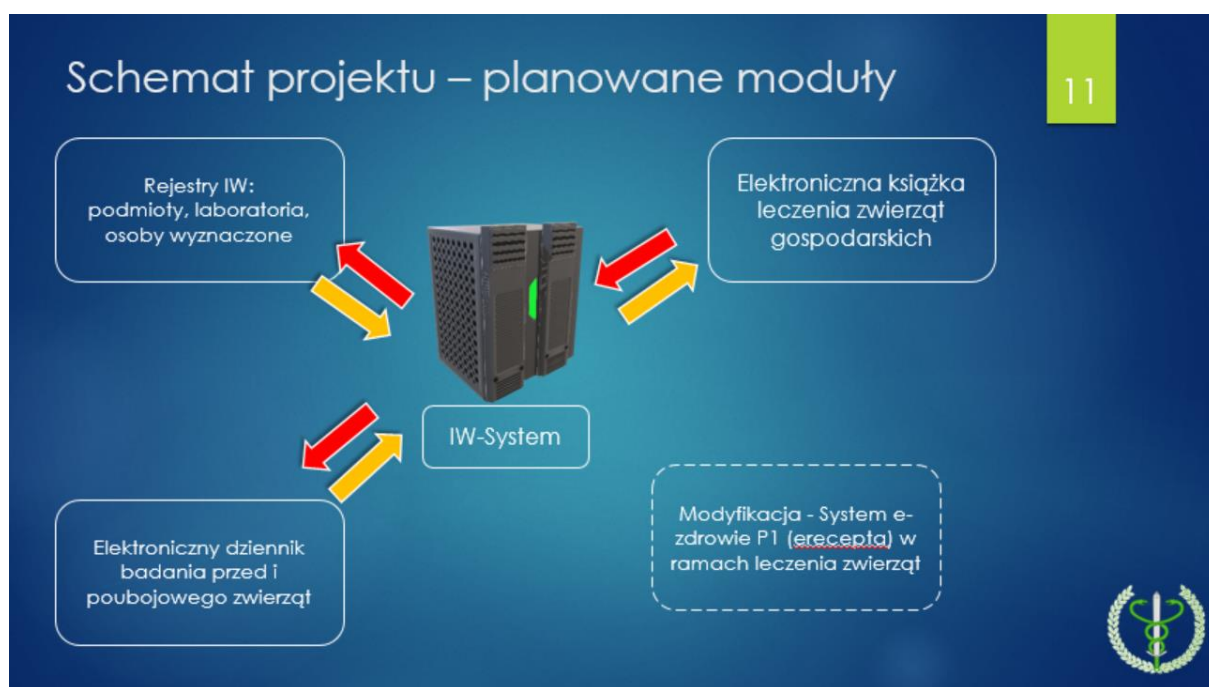 Schemat projektu – planowane moduły
11
Rejestry IW:
podmioty, laboratoria,
osoby wyznaczone
Elektroniczna książka
leczenia zwierząt
gospodarskich
IW-System
Elektroniczny dziennik
badania przed i
poubojowego zwierząt
Modyfikacja - System e-
zdrowie P1 (erecepta) w
ramach leczenia zwierząt